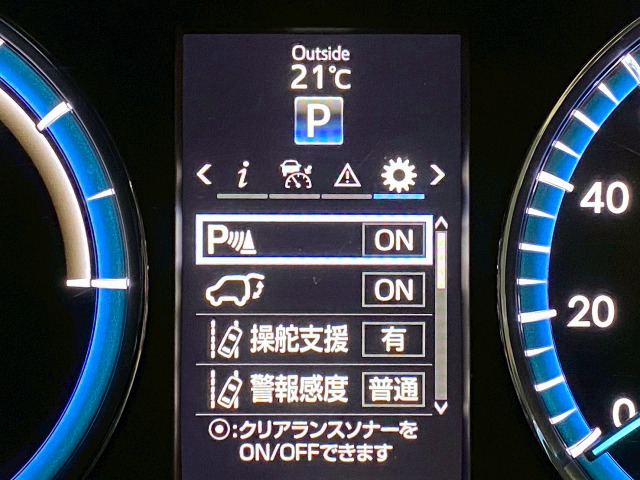 Outside
21℃
P
i
P ON
ON
操舵支援 有
警報感度 普通
◉:クリアランスソナーを
ON/OFFできます
40
20
0